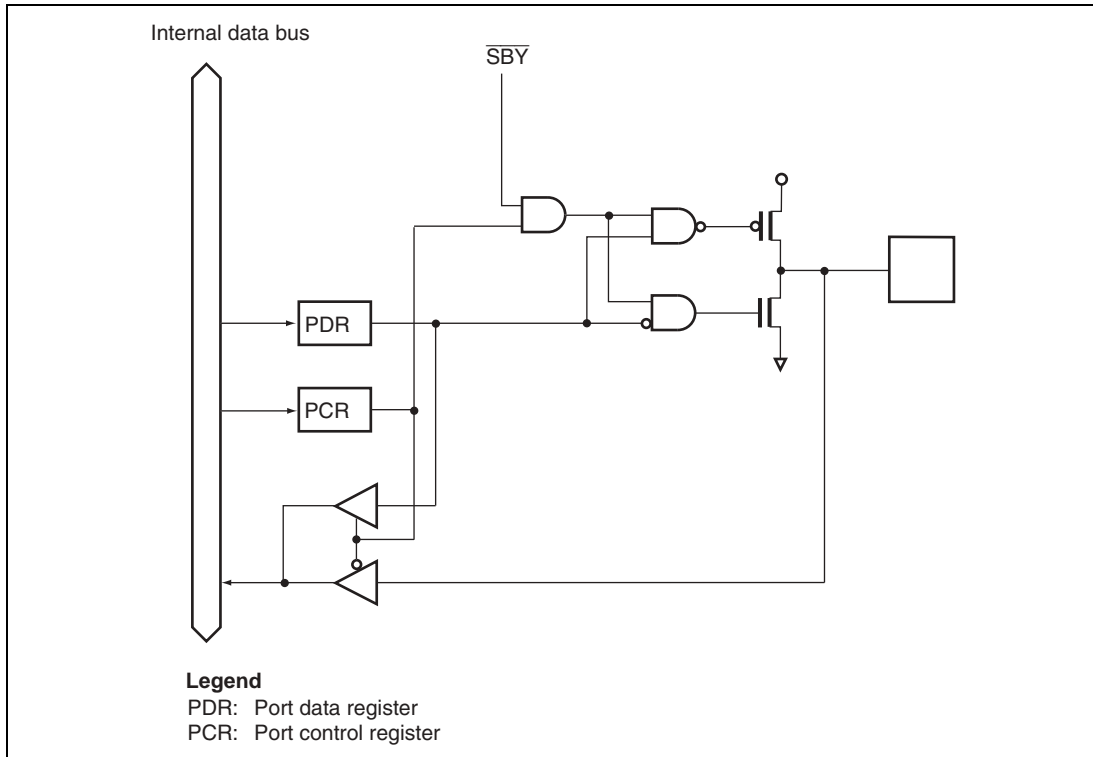 Internal data bus
SBY
PDR
PCR
Legend
PDR: Port data register
PCR: Port control register